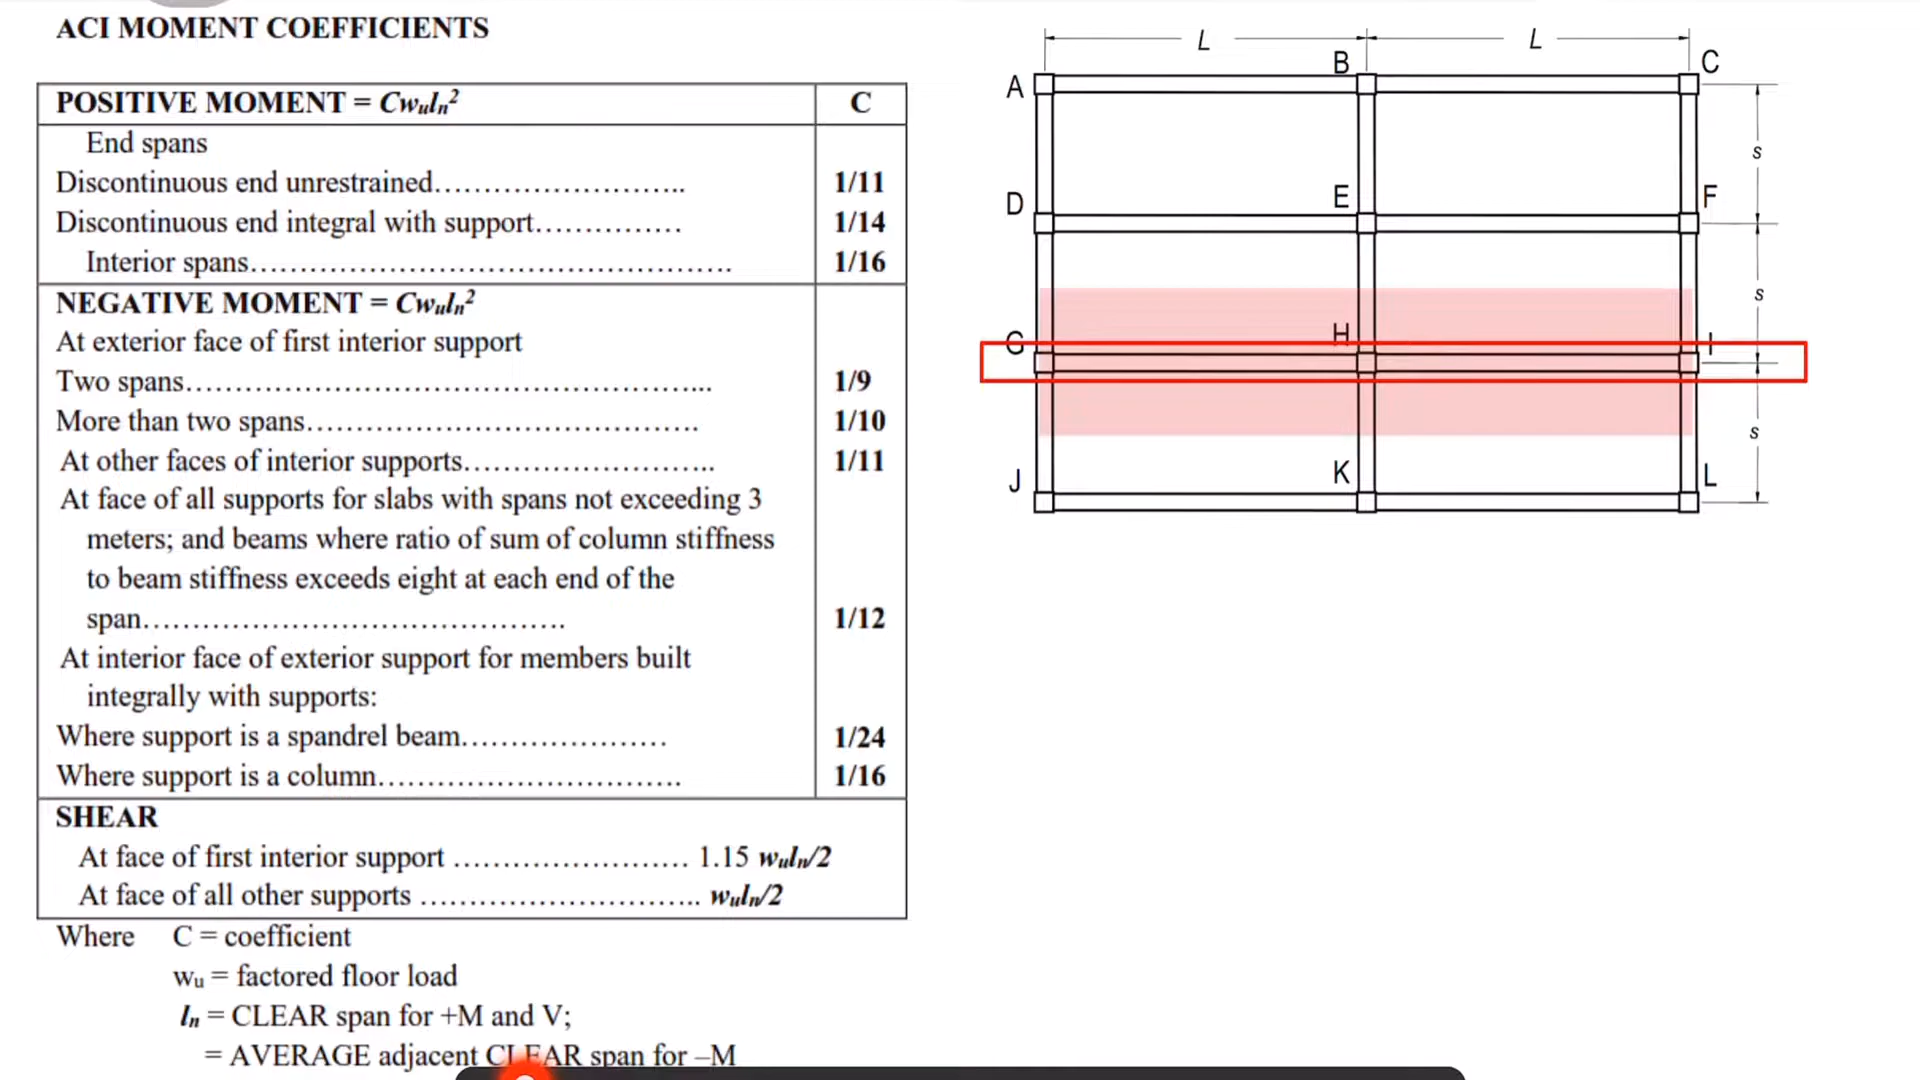 ACI MOMENT COEFFICIENTS
POSITIVE MOMENT = Cwᵤlₙ² C
End spans
Discontinuous end unrestrained.......................... 1/11
Discontinuous end integral with support............... 1/14
Interior spans................................................ 1/16
NEGATIVE MOMENT = Cwᵤlₙ²
At exterior face of first interior support
Two spans..................................................... 1/9
More than two spans........................................ 1/10
At other faces of interior supports.......................... 1/11
At face of all supports for slabs with spans not exceeding 3
meters; and beams where ratio of sum of column stiffness
to beam stiffness exceeds eight at each end of the
span........................................... 1/12
At interior face of exterior support for members built
integrally with supports:
Where support is a spandrel beam..................... 1/24
Where support is a column............................... 1/16
SHEAR
At face of first interior support ........................ 1.15 wᵤlₙ/2
At face of all other supports ............................. wᵤlₙ/2
Where C = coefficient
wᵤ = factored floor load
lₙ = CLEAR span for +M and V;
= AVERAGE adjacent CLEAR span for –M
L L
A B C
s
D E F
s
G H I
s
J K L